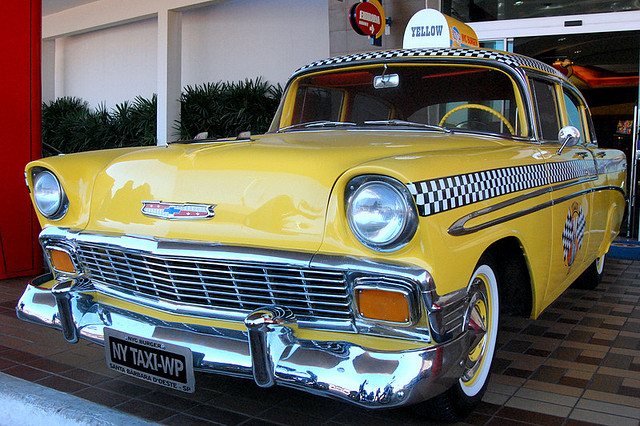 YELLOW
NYC BURGER
NY TAXI-WP
SANTA BARBARA D'OESTE - SP